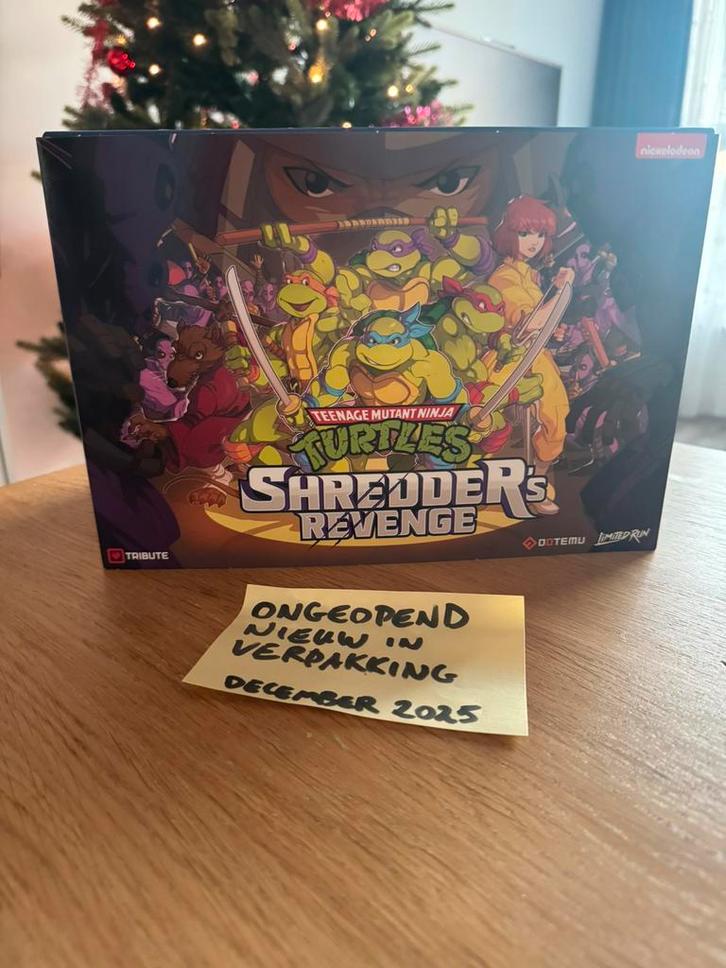 nickelodeon
TEENAGE MUTANT NINJA
TURTLES
SHREDDER'S
REVENGE
TRIBUTE
DOTEMU
LIMITED RUN
ONGEOPEND
NIEUW IN
VERPAKKING
DECEMBER 2025